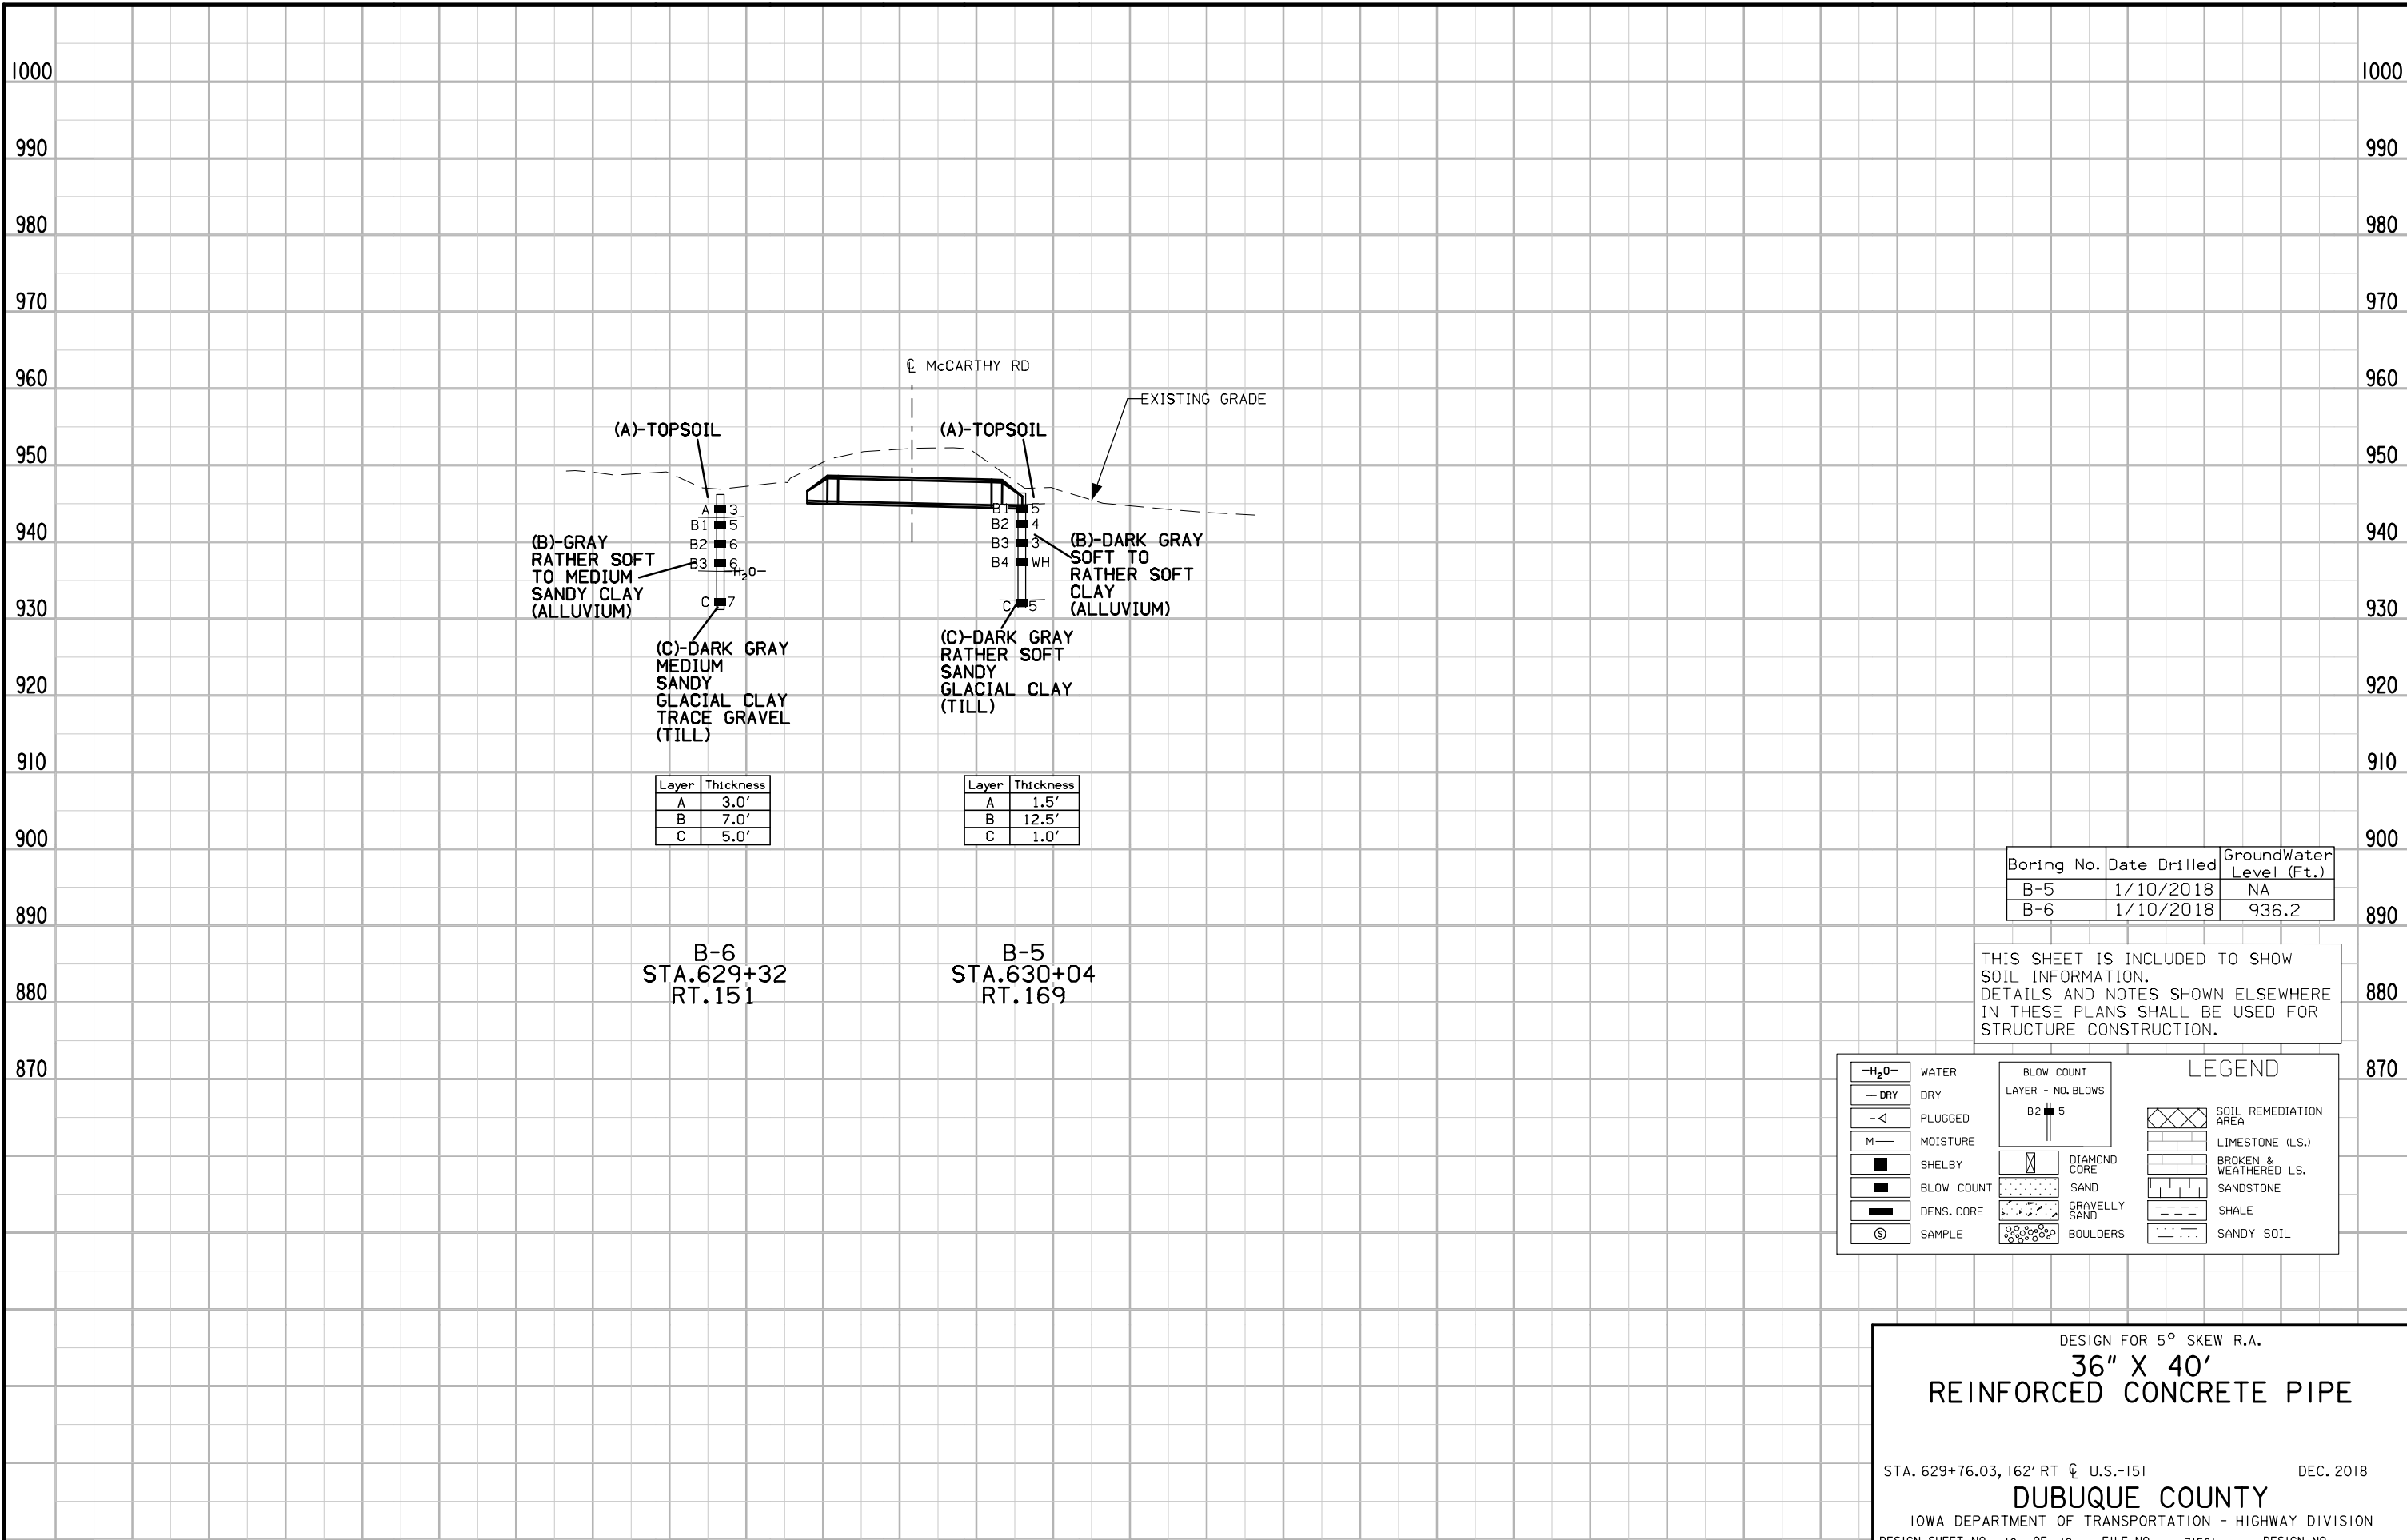 1000 1000
990 990
980 980
970 970
960 960
950 950
940 940
930 930
920 920
910 910
900 900
890 890
880 880
870 870
℄ McCARTHY RD
EXISTING GRADE
(A)-TOPSOIL
A 3
B1 5
B2 6
B3 6
-H₂O-
C 7
(B)-GRAY
RATHER SOFT
TO MEDIUM
SANDY CLAY
(ALLUVIUM)
(C)-DARK GRAY
MEDIUM
SANDY
GLACIAL CLAY
TRACE GRAVEL
(TILL)
(A)-TOPSOIL
B1 5
B2 4
B3 3
B4 WH
C 5
(B)-DARK GRAY
SOFT TO
RATHER SOFT
CLAY
(ALLUVIUM)
(C)-DARK GRAY
RATHER SOFT
SANDY
GLACIAL CLAY
(TILL)
Layer Thickness
A 3.0'
B 7.0'
C 5.0'
Layer Thickness
A 1.5'
B 12.5'
C 1.0'
B-6
STA.629+32
RT.151
B-5
STA.630+04
RT.169
Boring No. Date Drilled GroundWater Level (Ft.)
B-5 1/10/2018 NA
B-6 1/10/2018 936.2
THIS SHEET IS INCLUDED TO SHOW
SOIL INFORMATION.
DETAILS AND NOTES SHOWN ELSEWHERE
IN THESE PLANS SHALL BE USED FOR
STRUCTURE CONSTRUCTION.
LEGEND
-H₂O- WATER
— DRY DRY
PLUGGED
M— MOISTURE
SHELBY
BLOW COUNT
DENS. CORE
S SAMPLE
BLOW COUNT
LAYER - NO. BLOWS
B2 5
DIAMOND
CORE
SAND
GRAVELLY
SAND
BOULDERS
SOIL REMEDIATION
AREA
LIMESTONE (LS.)
BROKEN &
WEATHERED LS.
SANDSTONE
SHALE
SANDY SOIL
DESIGN FOR 5° SKEW R.A.
36" X 40'
REINFORCED CONCRETE PIPE
STA. 629+76.03, 162' RT ℄ U.S.-151 DEC. 2018
DUBUQUE COUNTY
IOWA DEPARTMENT OF TRANSPORTATION - HIGHWAY DIVISION
DESIGN SHEET NO. OF FILE NO. DESIGN NO.